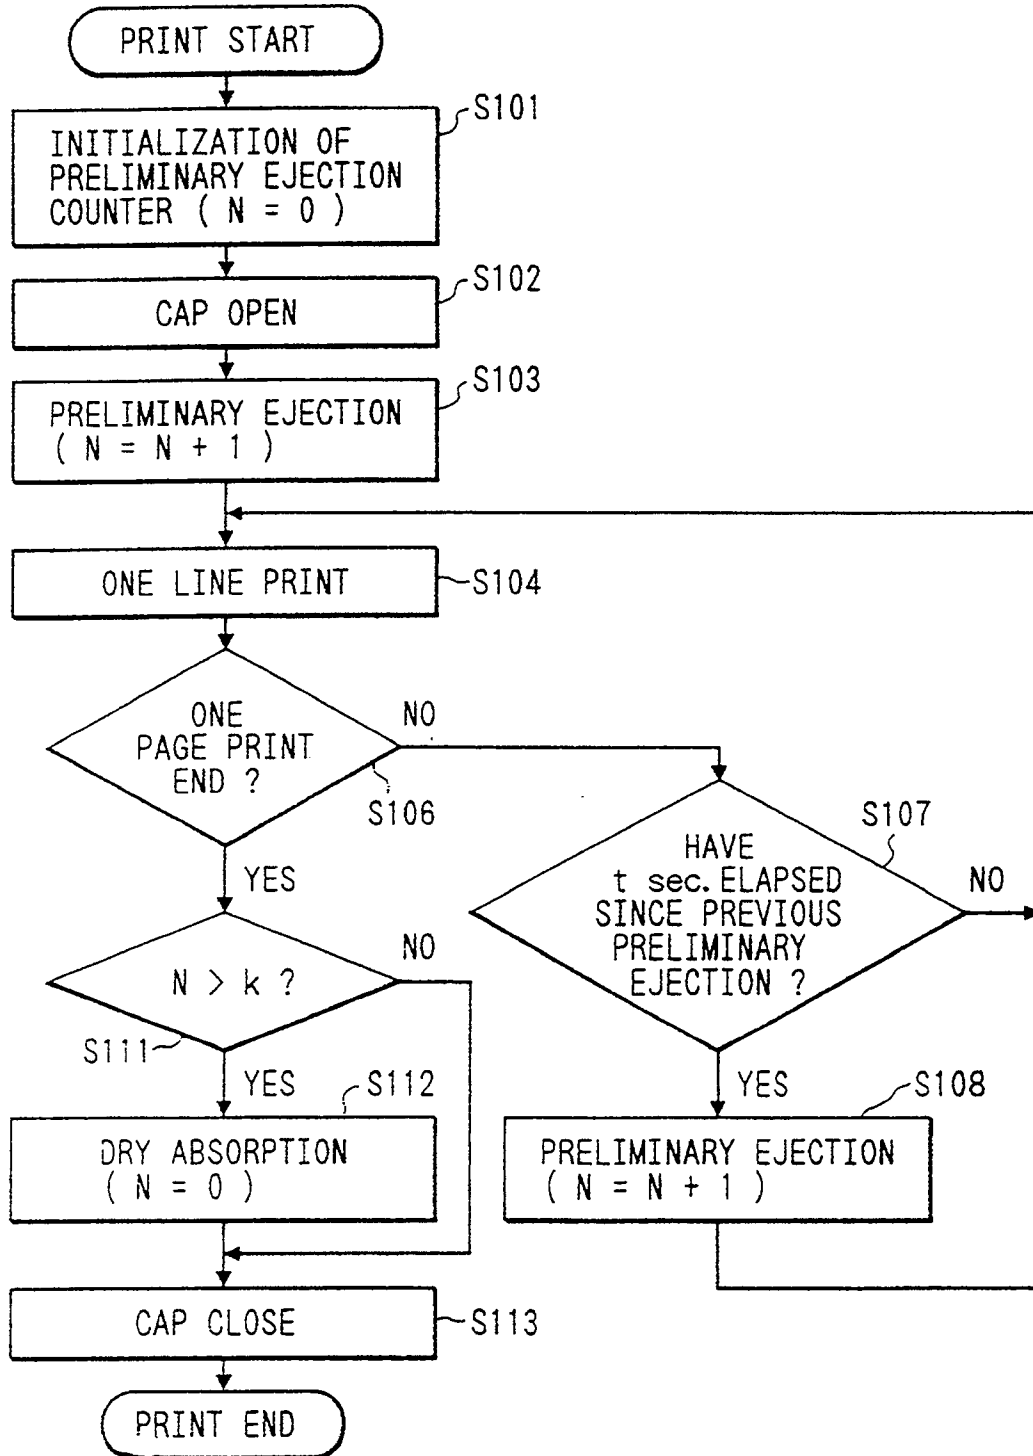 PRINT START
S101
INITIALIZATION OF
PRELIMINARY EJECTION
COUNTER ( N = 0 )
S102
CAP OPEN
S103
PRELIMINARY EJECTION
( N = N + 1 )
ONE LINE PRINT
S104
ONE
PAGE PRINT
END ?
NO
S106
YES
S107
HAVE
t sec. ELAPSED
SINCE PREVIOUS
PRELIMINARY
EJECTION ?
NO
YES
N > k ?
NO
S111
YES
S112
DRY ABSORPTION
( N = 0 )
S108
PRELIMINARY EJECTION
( N = N + 1 )
CAP CLOSE
S113
PRINT END